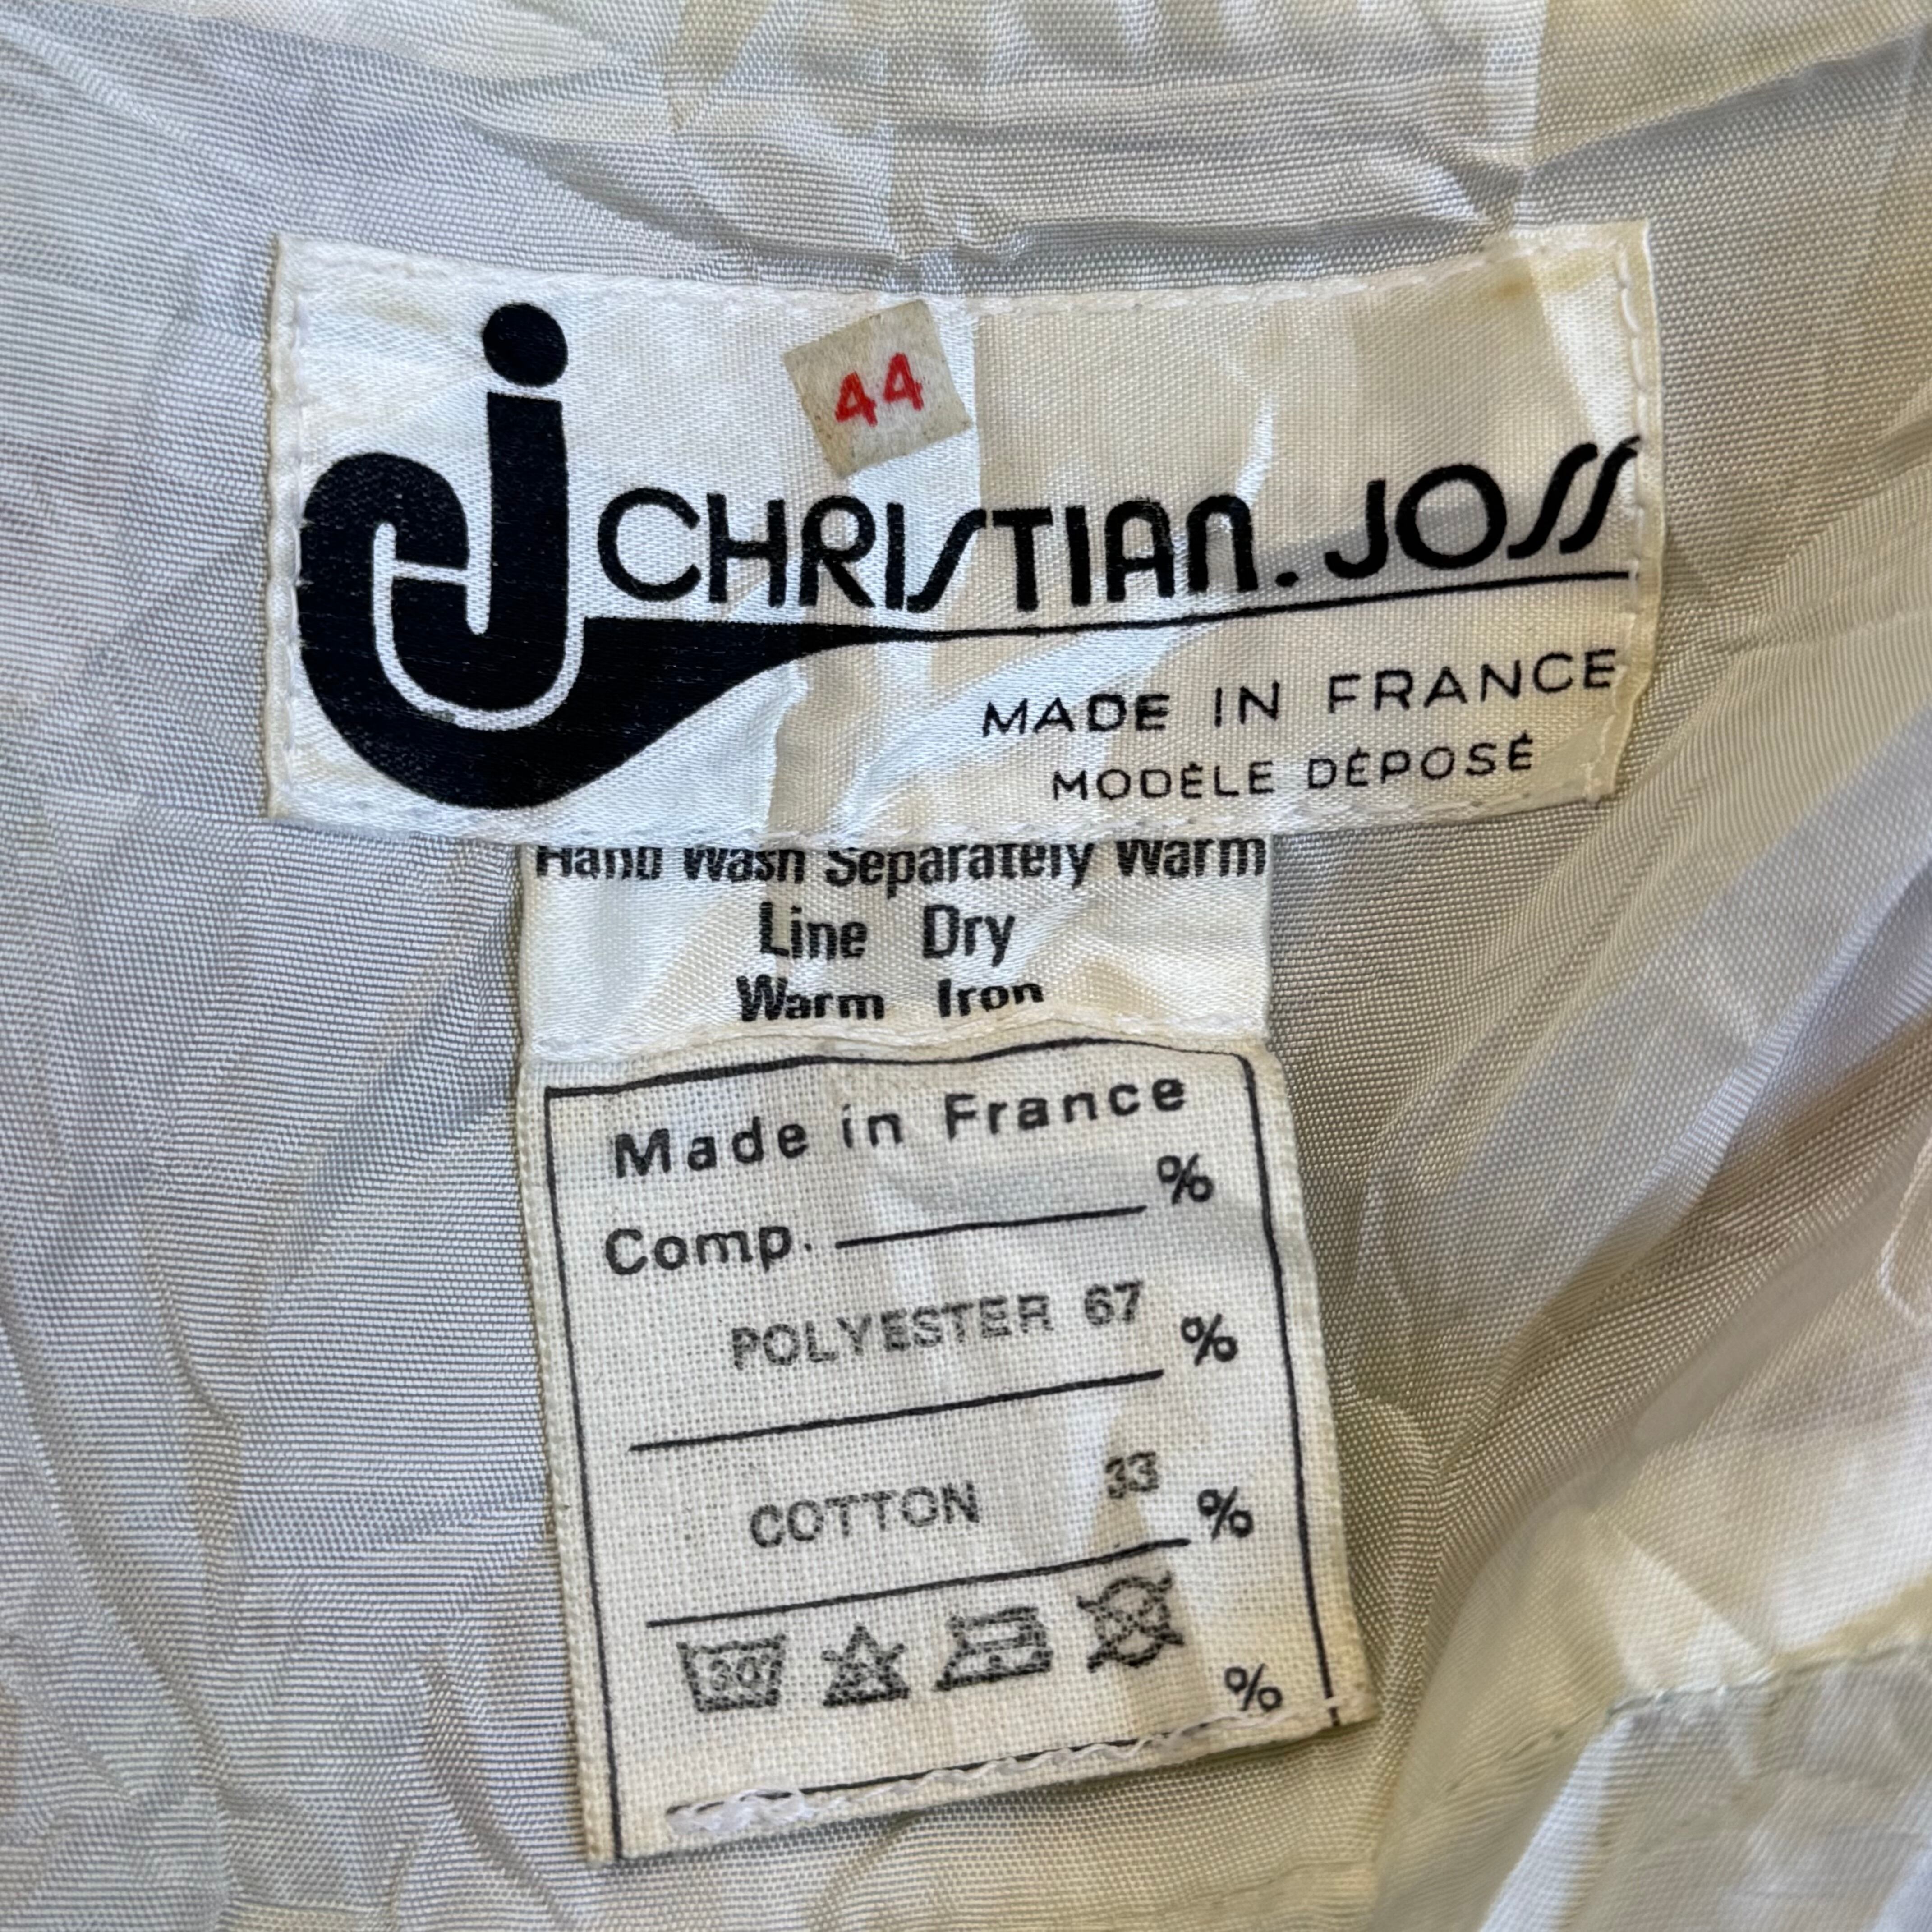 44
cj
CHRISTIAN. JOSS
MADE IN FRANCE
MODÈLE DÉPOSÉ
Hand Wash Separately Warm
Line Dry
Warm Iron
Made in France
Comp. %
POLYESTER 67 %
COTTON 33 %
30°
%